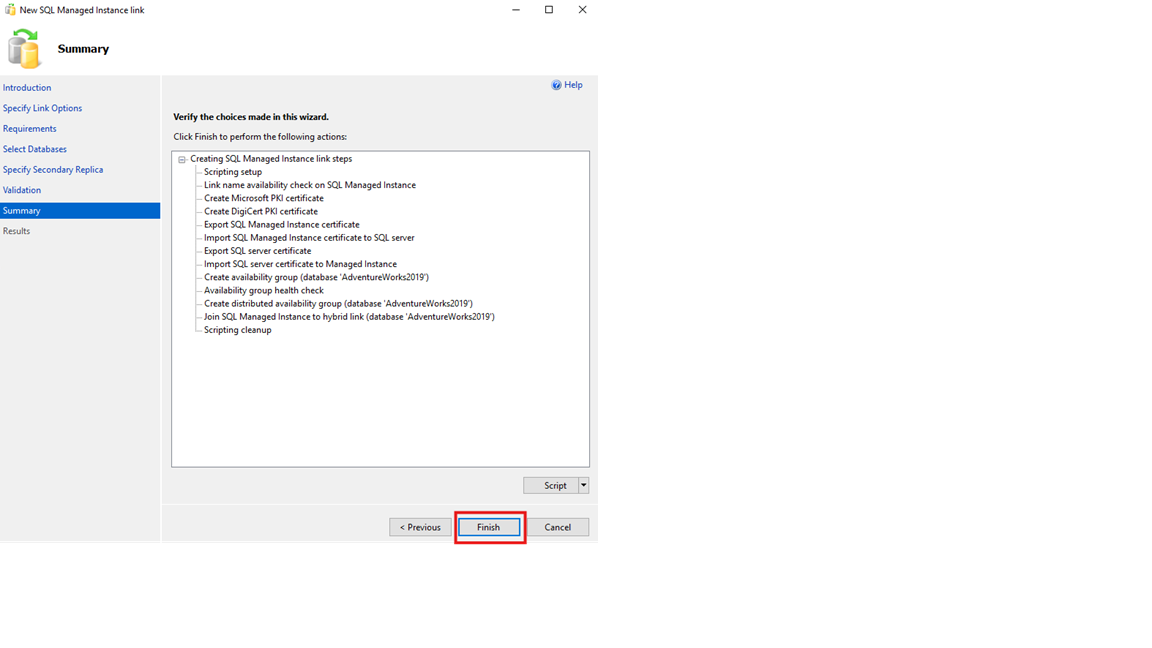 New SQL Managed Instance link
Summary
Introduction
Specify Link Options
Requirements
Select Databases
Specify Secondary Replica
Validation
Summary
Results
Help
Verify the choices made in this wizard.
Click Finish to perform the following actions:
Creating SQL Managed Instance link steps
Scripting setup
Link name availability check on SQL Managed Instance
Create Microsoft PKI certificate
Create DigiCert PKI certificate
Export SQL Managed Instance certificate
Import SQL Managed Instance certificate to SQL server
Export SQL server certificate
Import SQL server certificate to Managed Instance
Create availability group (database 'AdventureWorks2019')
Availability group health check
Create distributed availability group (database 'AdventureWorks2019')
Join SQL Managed Instance to hybrid link (database 'AdventureWorks2019')
Scripting cleanup
Script
< Previous
Finish
Cancel